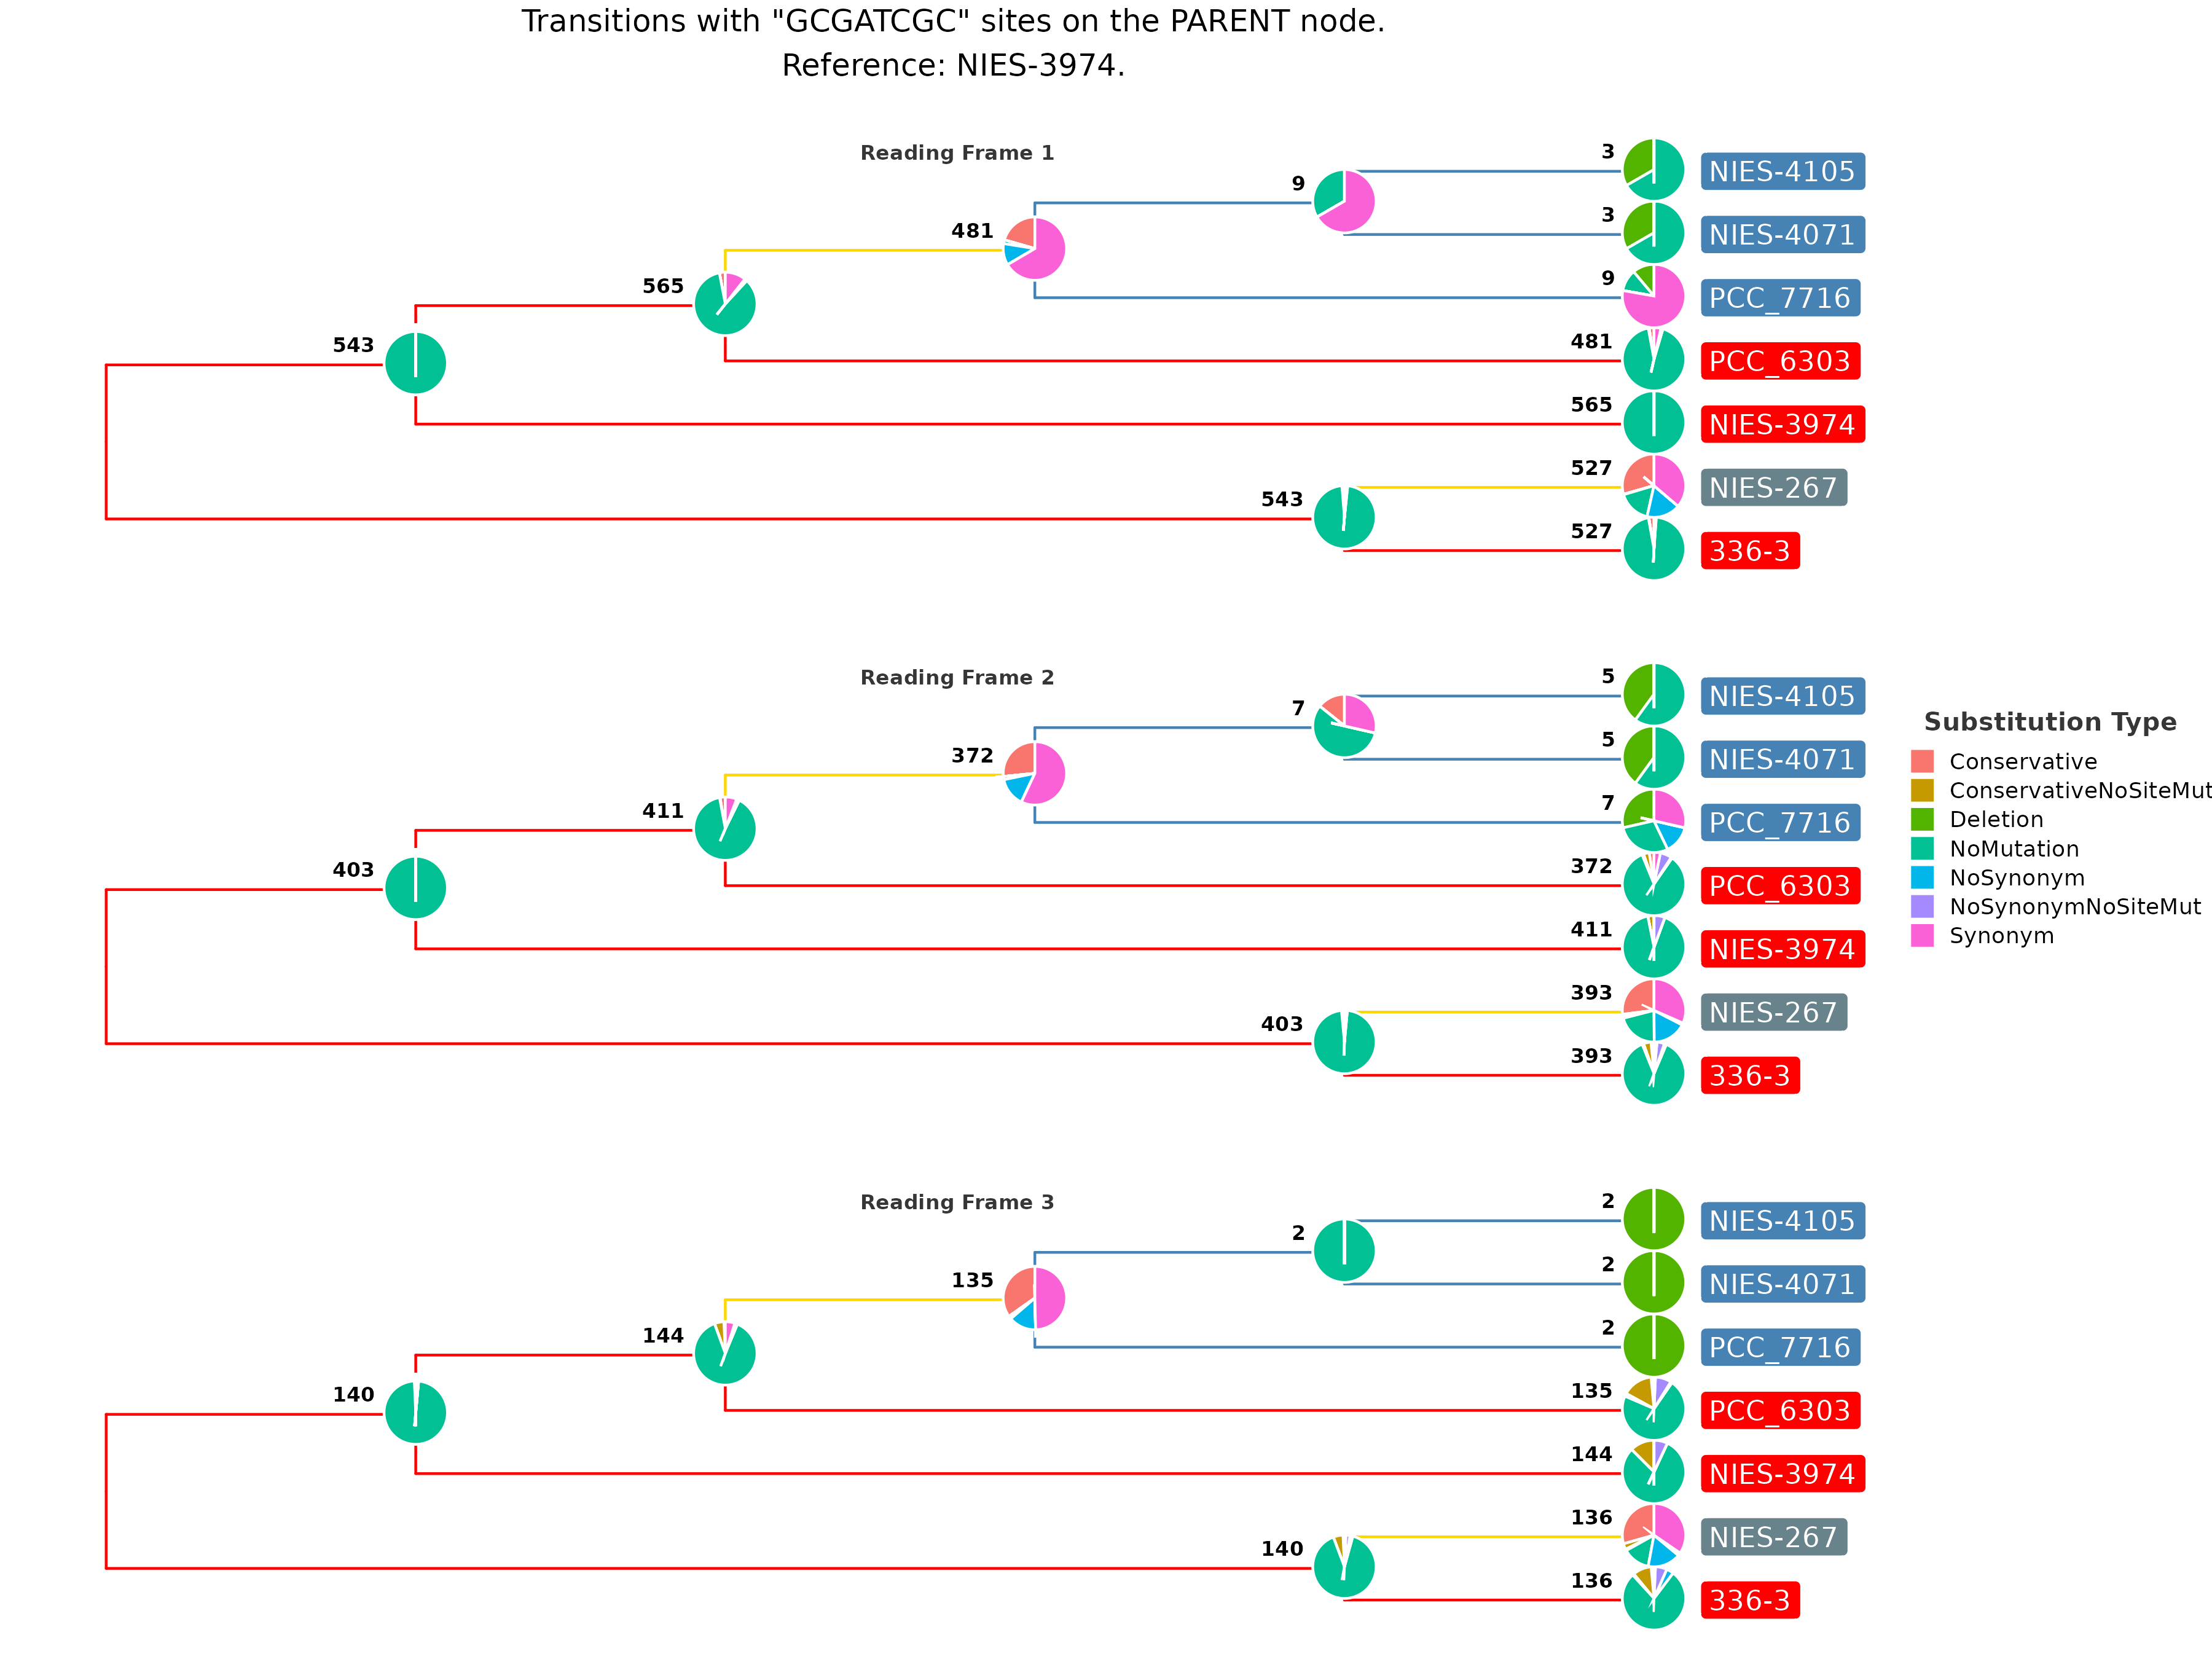 Transitions with "GCGATCGC" sites on the PARENT node.
Reference: NIES-3974.
Reading Frame 1
3
NIES-4105
9
3
NIES-4071
481
9
PCC_7716
565
481
PCC_6303
543
565
NIES-3974
527
NIES-267
543
527
336-3
Reading Frame 2
5
NIES-4105
7
5
NIES-4071
372
7
PCC_7716
411
372
PCC_6303
403
411
NIES-3974
393
NIES-267
403
393
336-3
Substitution Type
Conservative
ConservativeNoSiteMut
Deletion
NoMutation
NoSynonym
NoSynonymNoSiteMut
Synonym
Reading Frame 3
2
NIES-4105
2
2
NIES-4071
135
2
PCC_7716
144
135
PCC_6303
140
144
NIES-3974
136
NIES-267
140
136
336-3